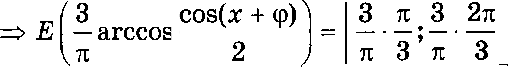 ⇒ E(3/π arccos cos(x + φ)/2) = | 3/π · π/3 ; 3/π · 2π/3